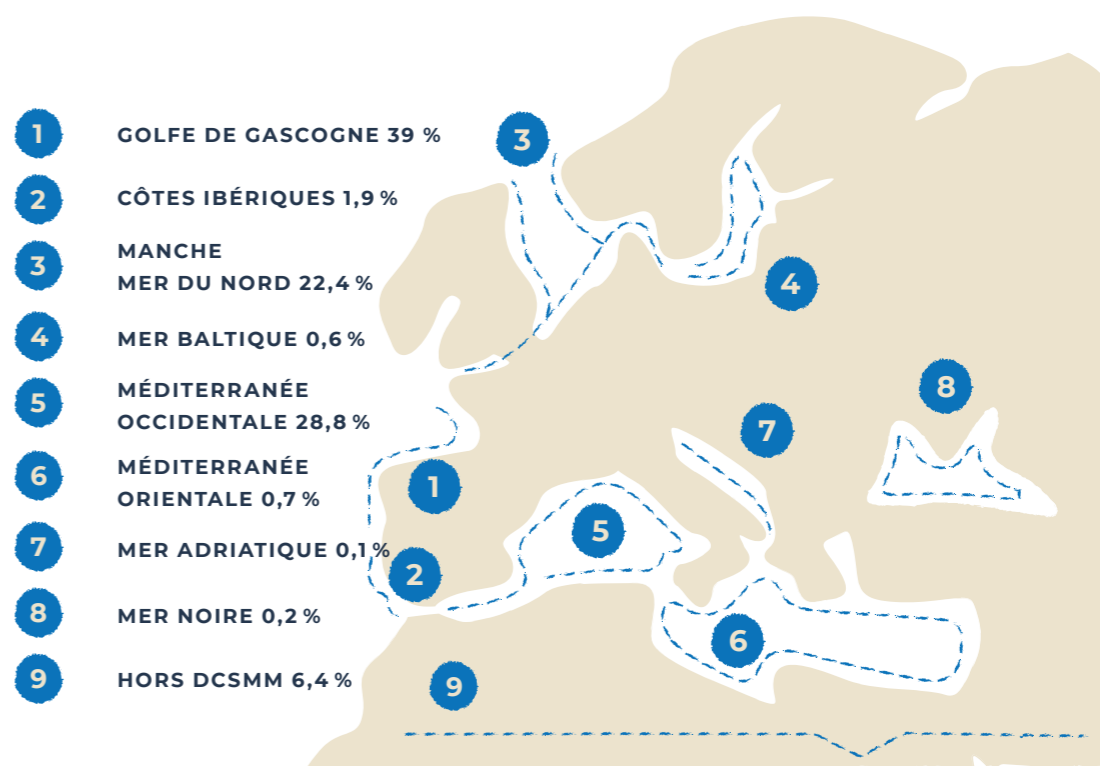 1 GOLFE DE GASCOGNE 39 %
2 CÔTES IBÉRIQUES 1,9 %
3 MANCHE
MER DU NORD 22,4 %
4 MER BALTIQUE 0,6 %
5 MÉDITERRANÉE
OCCIDENTALE 28,8 %
6 MÉDITERRANÉE
ORIENTALE 0,7 %
7 MER ADRIATIQUE 0,1 %
8 MER NOIRE 0,2 %
9 HORS DCSMM 6,4 %
3
4
8
7
1
5
2
6
9